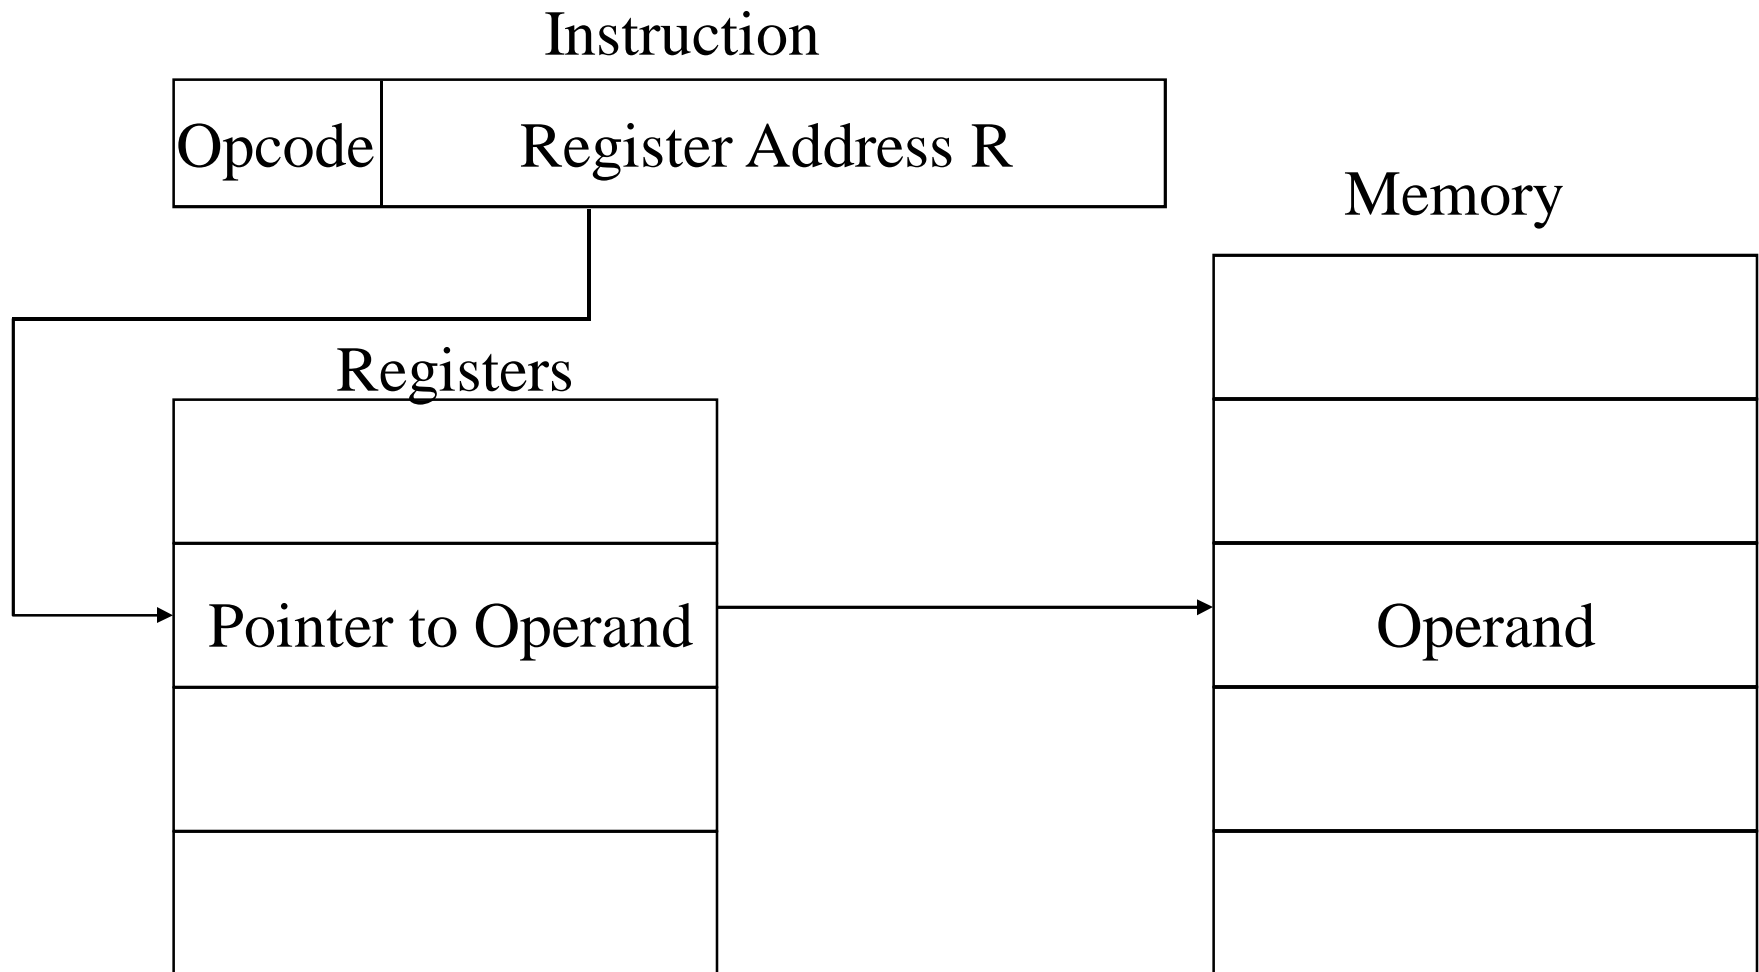 Instruction
Opcode
Register Address R
Memory
Registers
Pointer to Operand
Operand